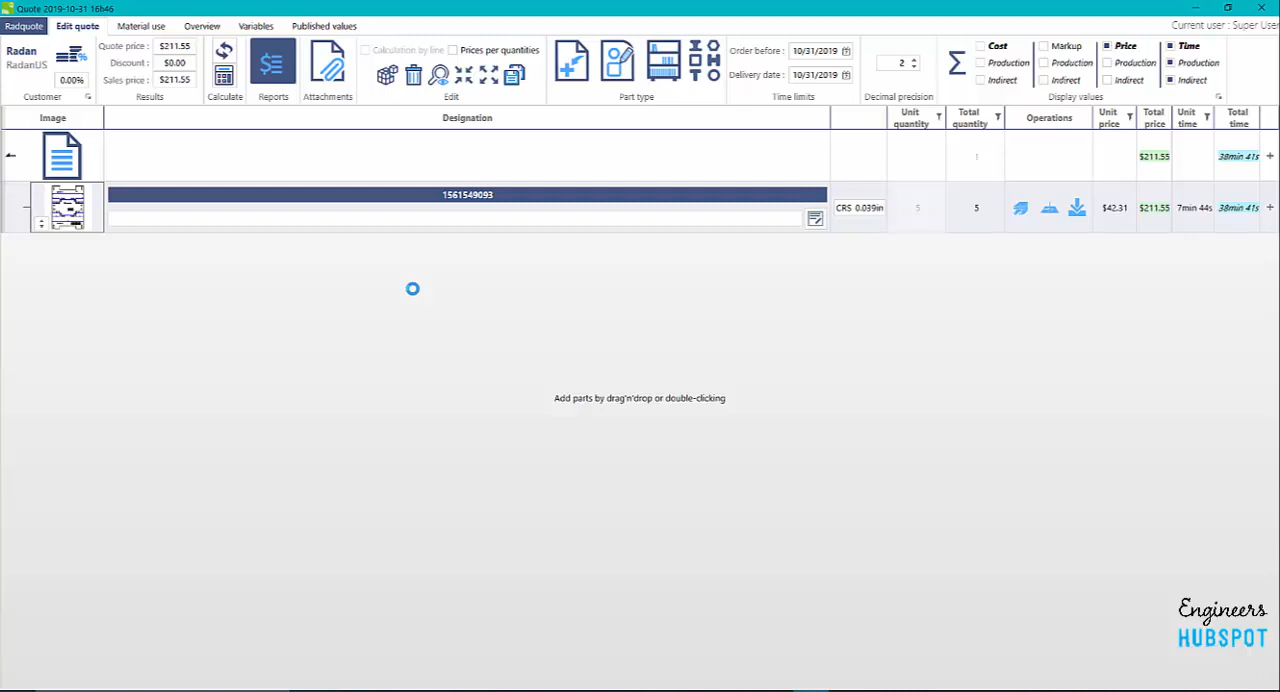 Quote 2019-10-31 16h46
Radquote Edit quote Material use Overview Variables Published values
Current user : Super User
Radan
RadanUS
0.00%
Customer
Quote price : $211.55
Discount : $0.00
Sales price : $211.55
Results
Calculate
Reports
Attachments
Calculation by line Prices per quantities
Edit
Part type
Order before : 10/31/2019
Delivery date : 10/31/2019
Time limits
2
Decimal precision
Σ
Cost Markup Price Time
Production Production Production Production
Indirect Indirect Indirect Indirect
Display values
Image Designation Unit quantity Total quantity Operations Unit price Total price Unit time Total time
1 $211.55 38min 41s +
1561549093
CRS 0.039in 5 5 $42.31 $211.55 7min 44s 38min 41s +
Add parts by drag'n'drop or double-clicking
Engineers
HUBSPOT